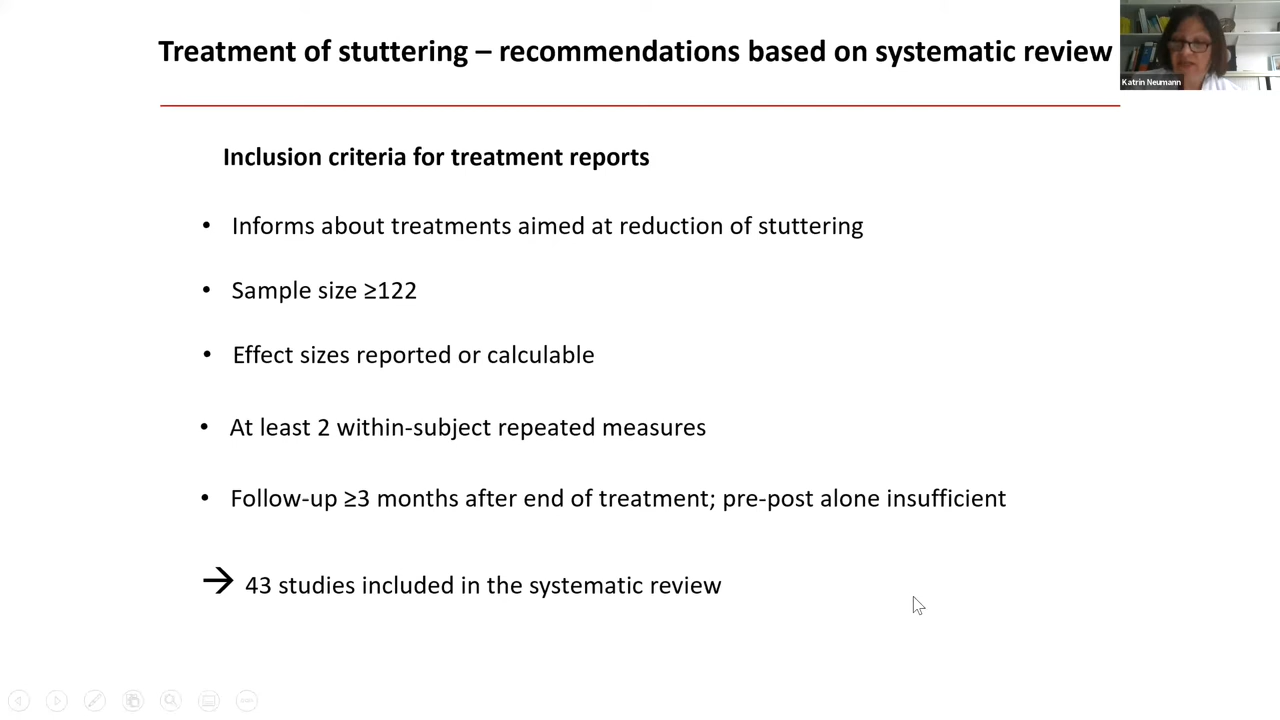 Treatment of stuttering – recommendations based on systematic review
Katrin Neumann
Inclusion criteria for treatment reports
• Informs about treatments aimed at reduction of stuttering
• Sample size ≥122
• Effect sizes reported or calculable
• At least 2 within-subject repeated measures
• Follow-up ≥3 months after end of treatment; pre-post alone insufficient
→ 43 studies included in the systematic review